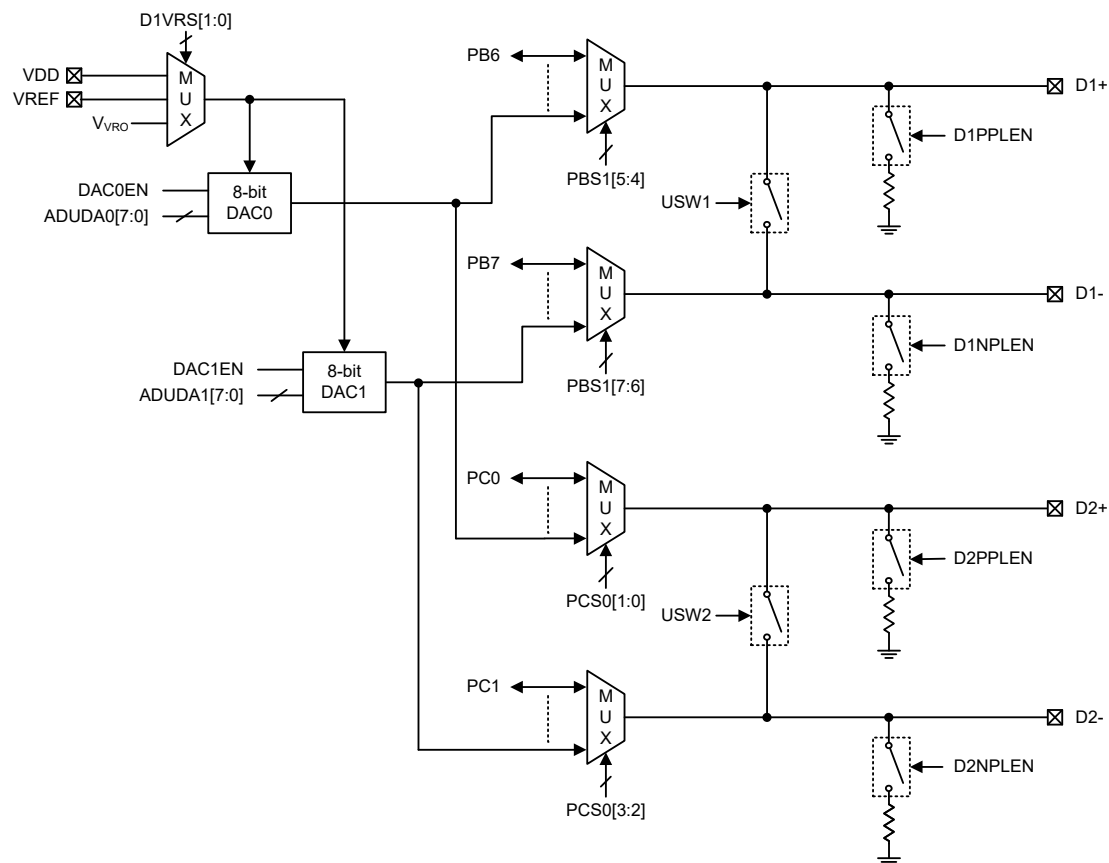 D1VRS[1:0]
VDD
VREF
VVRO
M
U
X
DAC0EN
ADUDA0[7:0]
8-bit
DAC0
DAC1EN
ADUDA1[7:0]
8-bit
DAC1
PB6
M
U
X
PBS1[5:4]
D1+
D1PPLEN
USW1
PB7
M
U
X
PBS1[7:6]
D1-
D1NPLEN
PC0
M
U
X
PCS0[1:0]
D2+
D2PPLEN
USW2
PC1
M
U
X
PCS0[3:2]
D2-
D2NPLEN